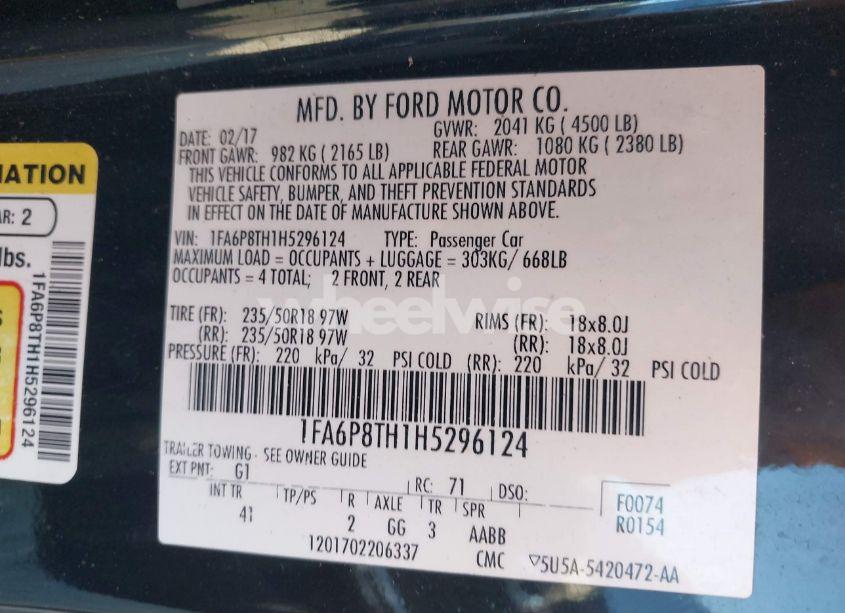 MFD. BY FORD MOTOR CO.
DATE: 02/17 GVWR: 2041 KG ( 4500 LB)
FRONT GAWR: 982 KG ( 2165 LB) REAR GAWR: 1080 KG ( 2380 LB)
THIS VEHICLE CONFORMS TO ALL APPLICABLE FEDERAL MOTOR
VEHICLE SAFETY, BUMPER, AND THEFT PREVENTION STANDARDS
IN EFFECT ON THE DATE OF MANUFACTURE SHOWN ABOVE.
VIN: 1FA6P8TH1H5296124 TYPE: Passenger Car
MAXIMUM LOAD = OCCUPANTS + LUGGAGE = 303KG/ 668LB
OCCUPANTS = 4 TOTAL; 2 FRONT, 2 REAR
TIRE (FR): 235/50R18 97W RIMS (FR): 18x8.0J
(RR): 235/50R18 97W (RR): 18x8.0J
PRESSURE (FR): 220 kPa/ 32 PSI COLD (RR): 220 kPa/ 32 PSI COLD
1FA6P8TH1H5296124
TRAILER TOWING - SEE OWNER GUIDE
EXT PNT: G1 RC: 71 DSO:
INT TR TP/PS R AXLE TR SPR
41 2 GG 3 AABB
F0074
R0154
1201702206337 CMC 5U5A-5420472-AA
MATION
AR: 2
lbs.
1FA6P8TH1H5296124
wheelwise